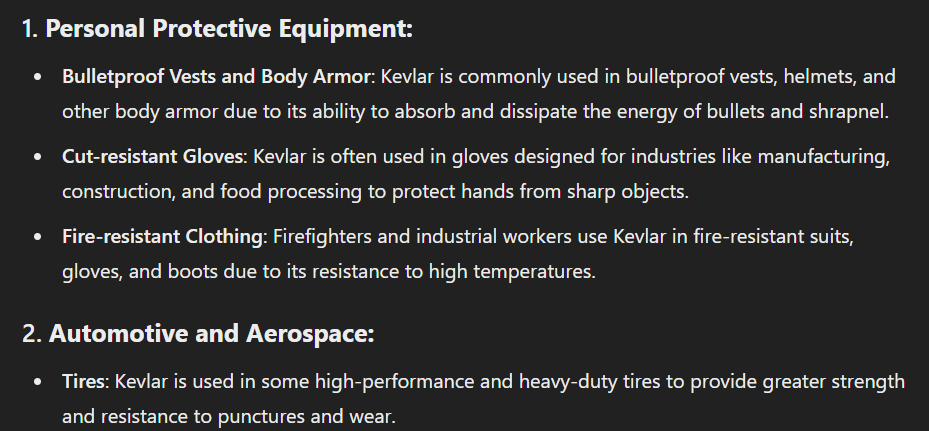 1. Personal Protective Equipment:
• Bulletproof Vests and Body Armor: Kevlar is commonly used in bulletproof vests, helmets, and
other body armor due to its ability to absorb and dissipate the energy of bullets and shrapnel.
• Cut-resistant Gloves: Kevlar is often used in gloves designed for industries like manufacturing,
construction, and food processing to protect hands from sharp objects.
• Fire-resistant Clothing: Firefighters and industrial workers use Kevlar in fire-resistant suits,
gloves, and boots due to its resistance to high temperatures.
2. Automotive and Aerospace:
• Tires: Kevlar is used in some high-performance and heavy-duty tires to provide greater strength
and resistance to punctures and wear.